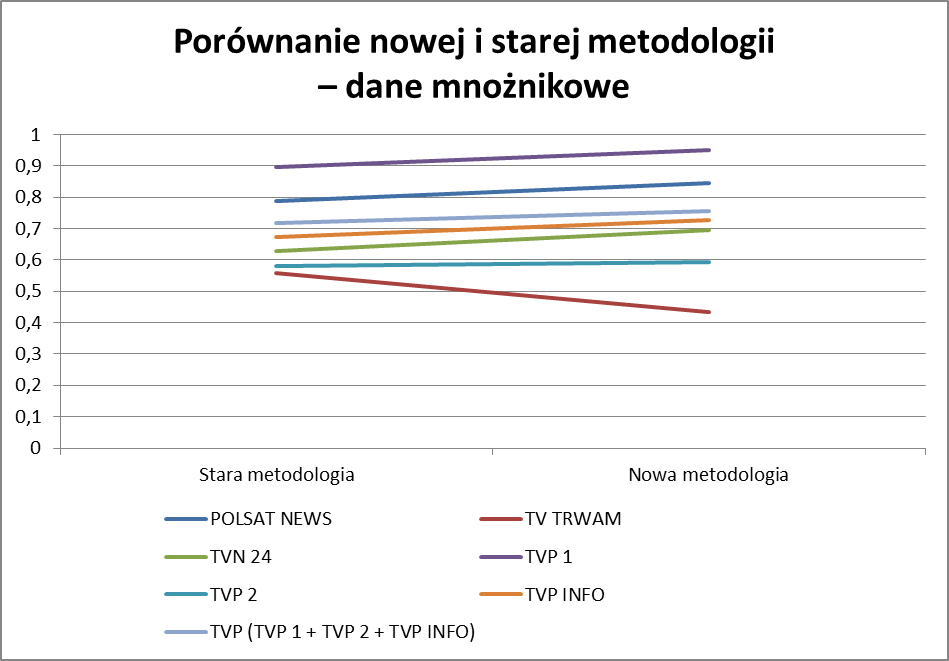 Porównanie nowej i starej metodologii
– dane mnożnikowe
1
0,9
0,8
0,7
0,6
0,5
0,4
0,3
0,2
0,1
0
Stara metodologia
Nowa metodologia
POLSAT NEWS
TV TRWAM
TVN 24
TVP 1
TVP 2
TVP INFO
TVP (TVP 1 + TVP 2 + TVP INFO)